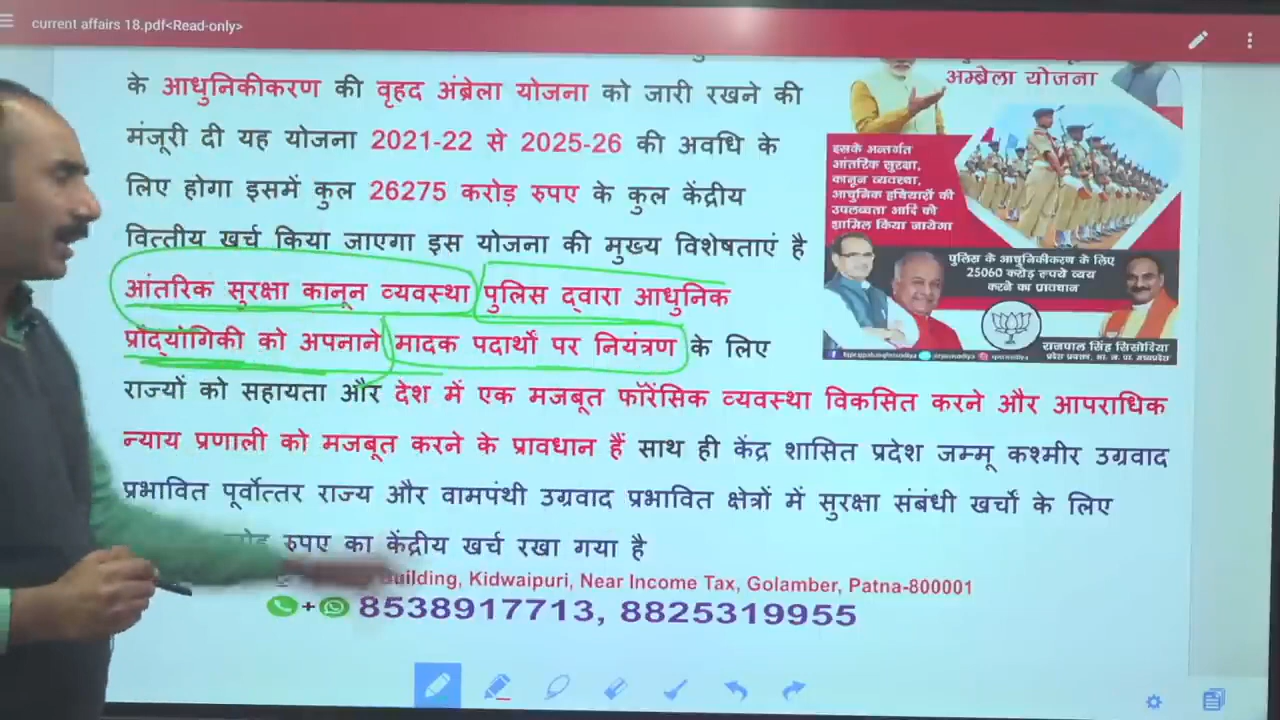 current affairs 18.pdf<Read-only>
के आधुनिकीकरण की वृहद अंब्रेला योजना को जारी रखने की
मंजूरी दी यह योजना 2021-22 से 2025-26 की अवधि के
लिए होगा इसमें कुल 26275 करोड़ रुपए के कुल केंद्रीय
वित्तीय खर्च किया जाएगा इस योजना की मुख्य विशेषताएं है
आंतरिक सुरक्षा कानून व्यवस्था पुलिस द्वारा आधुनिक
प्रौद्योगिकी को अपनाने मादक पदार्थों पर नियंत्रण के लिए
राज्यों को सहायता और देश में एक मजबूत फॉरेंसिक व्यवस्था विकसित करने और आपराधिक
न्याय प्रणाली को मजबूत करने के प्रावधान हैं साथ ही केंद्र शासित प्रदेश जम्मू कश्मीर उग्रवाद
प्रभावित पूर्वोत्तर राज्य और वामपंथी उग्रवाद प्रभावित क्षेत्रों में सुरक्षा संबंधी खर्चों के लिए
रुपए का केंद्रीय खर्च रखा गया है
अम्ब्रेला योजना
इसके अन्तर्गत
आंतरिक सुरक्षा,
कानून व्यवस्था,
आधुनिक हथियारों की
उपलब्धता आदि को
शामिल किया जायेगा
पुलिस के आधुनिकीकरण के लिए
25060 करोड़ रुपये व्यय
करने का प्रावधान
राजपाल सिंह सिसोदिया
Building, Kidwaipuri, Near Income Tax, Golamber, Patna-800001
+ 8538917713, 8825319955